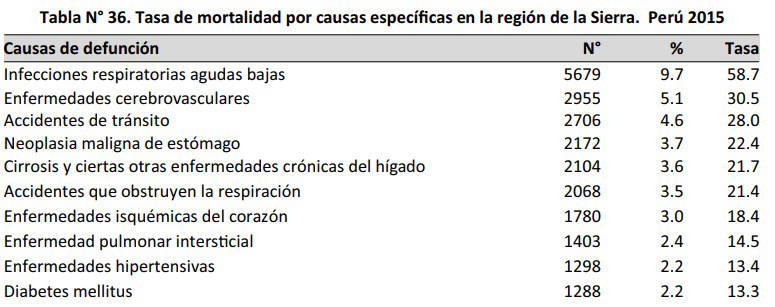 Tabla N° 36. Tasa de mortalidad por causas específicas en la región de la Sierra. Perú 2015
Causas de defunción N° % Tasa
Infecciones respiratorias agudas bajas 5679 9.7 58.7
Enfermedades cerebrovasculares 2955 5.1 30.5
Accidentes de tránsito 2706 4.6 28.0
Neoplasia maligna de estómago 2172 3.7 22.4
Cirrosis y ciertas otras enfermedades crónicas del hígado 2104 3.6 21.7
Accidentes que obstruyen la respiración 2068 3.5 21.4
Enfermedades isquémicas del corazón 1780 3.0 18.4
Enfermedad pulmonar intersticial 1403 2.4 14.5
Enfermedades hipertensivas 1298 2.2 13.4
Diabetes mellitus 1288 2.2 13.3